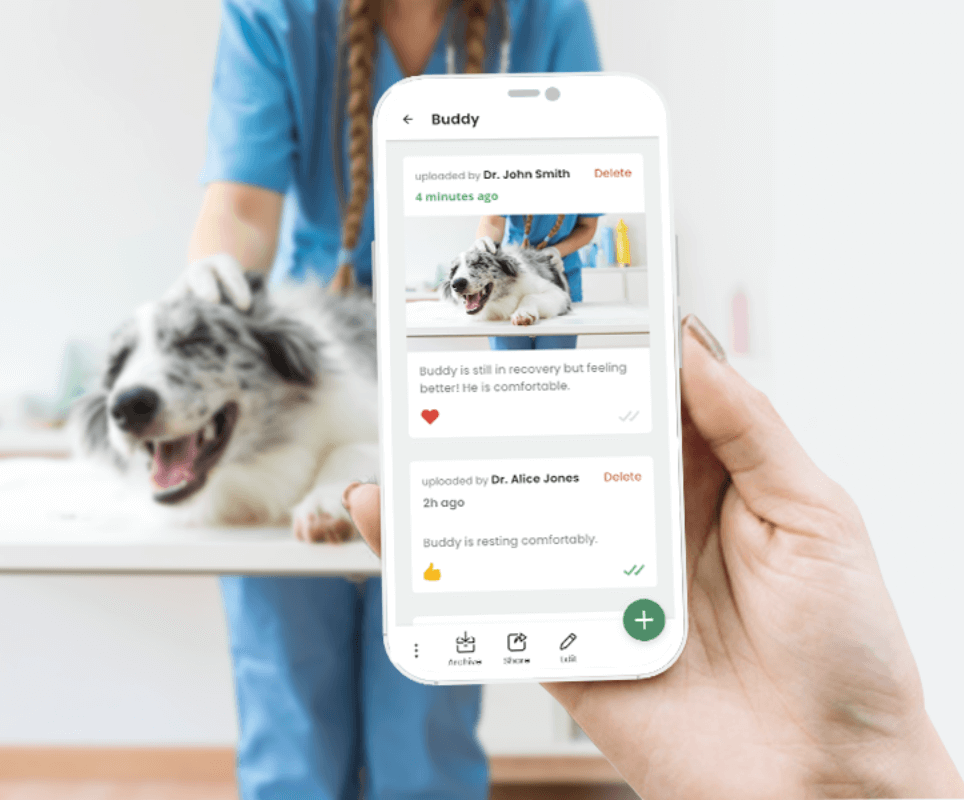 Buddy
uploaded by Dr. John Smith Delete
4 minutes ago
Buddy is still in recovery but feeling
better! He is comfortable.
uploaded by Dr. Alice Jones Delete
2h ago
Buddy is resting comfortably.
Archive Share Edit